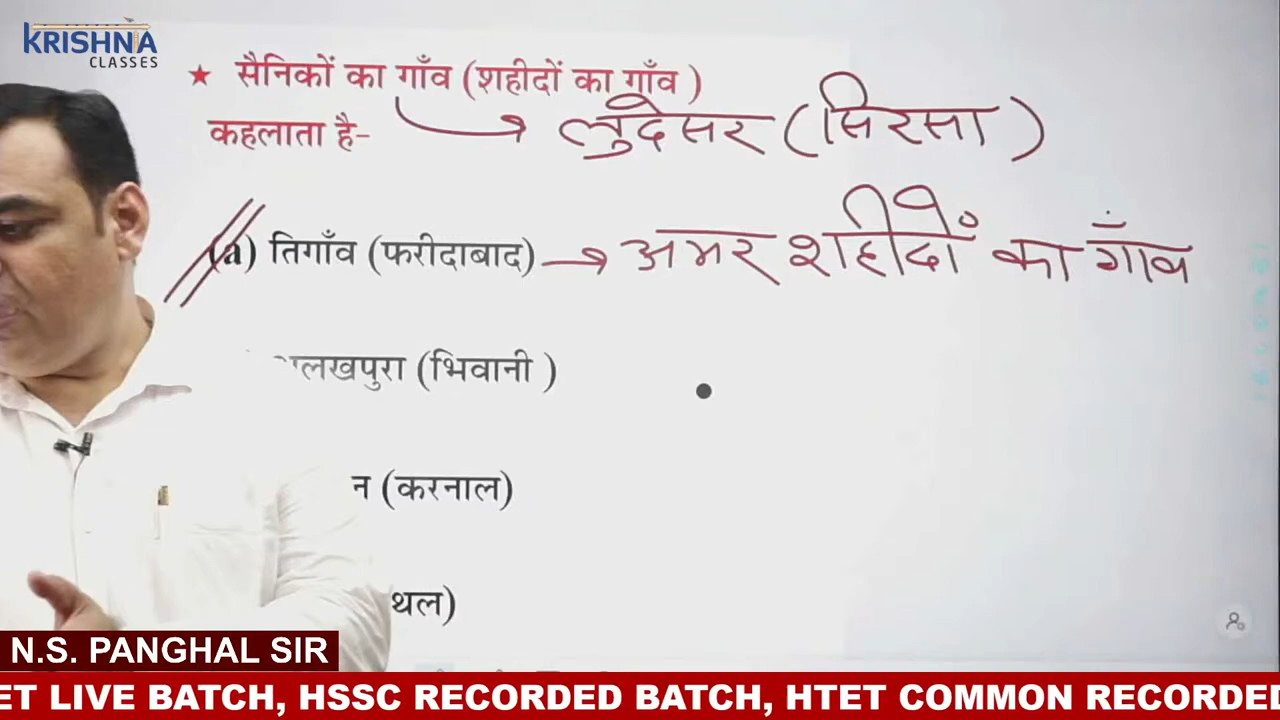 KRISHNA
CLASSES
★ सैनिकों का गाँव (शहीदों का गाँव )
कहलाता है-
लुदेसर (सिरसा)
(a) तिगाँव (फरीदाबाद)
अमर शहीदों का गाँव
लखपुरा (भिवानी )
न (करनाल)
थल)
N.S. PANGHAL SIR
ET LIVE BATCH, HSSC RECORDED BATCH, HTET COMMON RECORDED